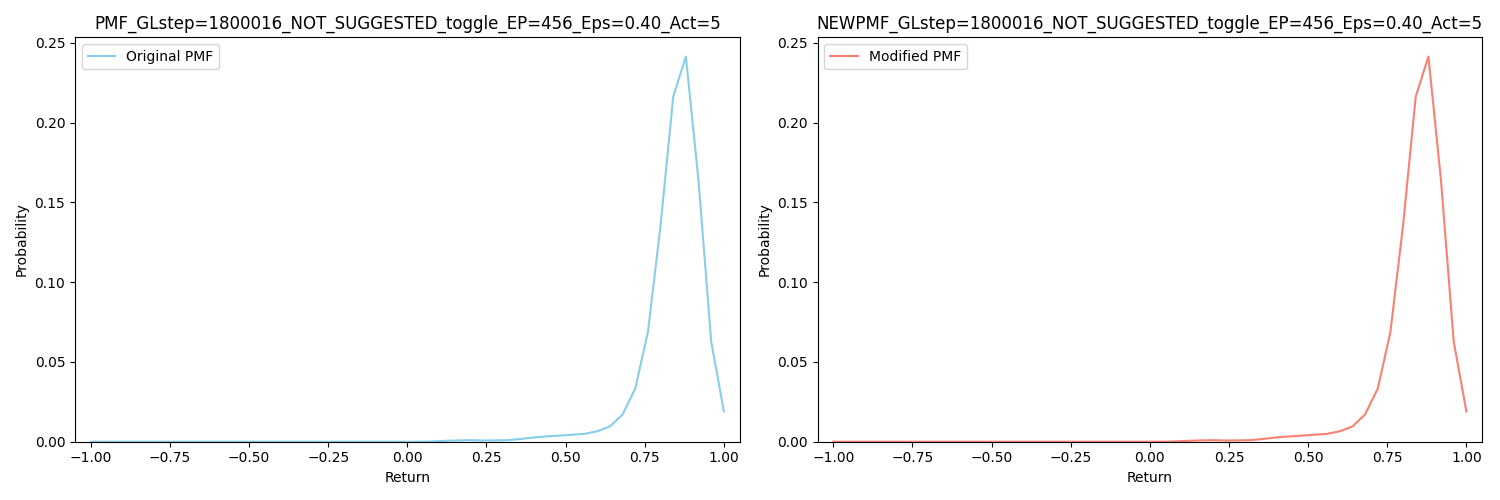 PMF_GLstep=1800016_NOT_SUGGESTED_toggle_EP=456_Eps=0.40_Act=5
Original PMF
0.25
0.20
0.15
0.10
0.05
0.00
Probability
−1.00 −0.75 −0.50 −0.25 0.00 0.25 0.50 0.75 1.00
Return
NEWPMF_GLstep=1800016_NOT_SUGGESTED_toggle_EP=456_Eps=0.40_Act=5
Modified PMF
0.25
0.20
0.15
0.10
0.05
0.00
Probability
−1.00 −0.75 −0.50 −0.25 0.00 0.25 0.50 0.75 1.00
Return